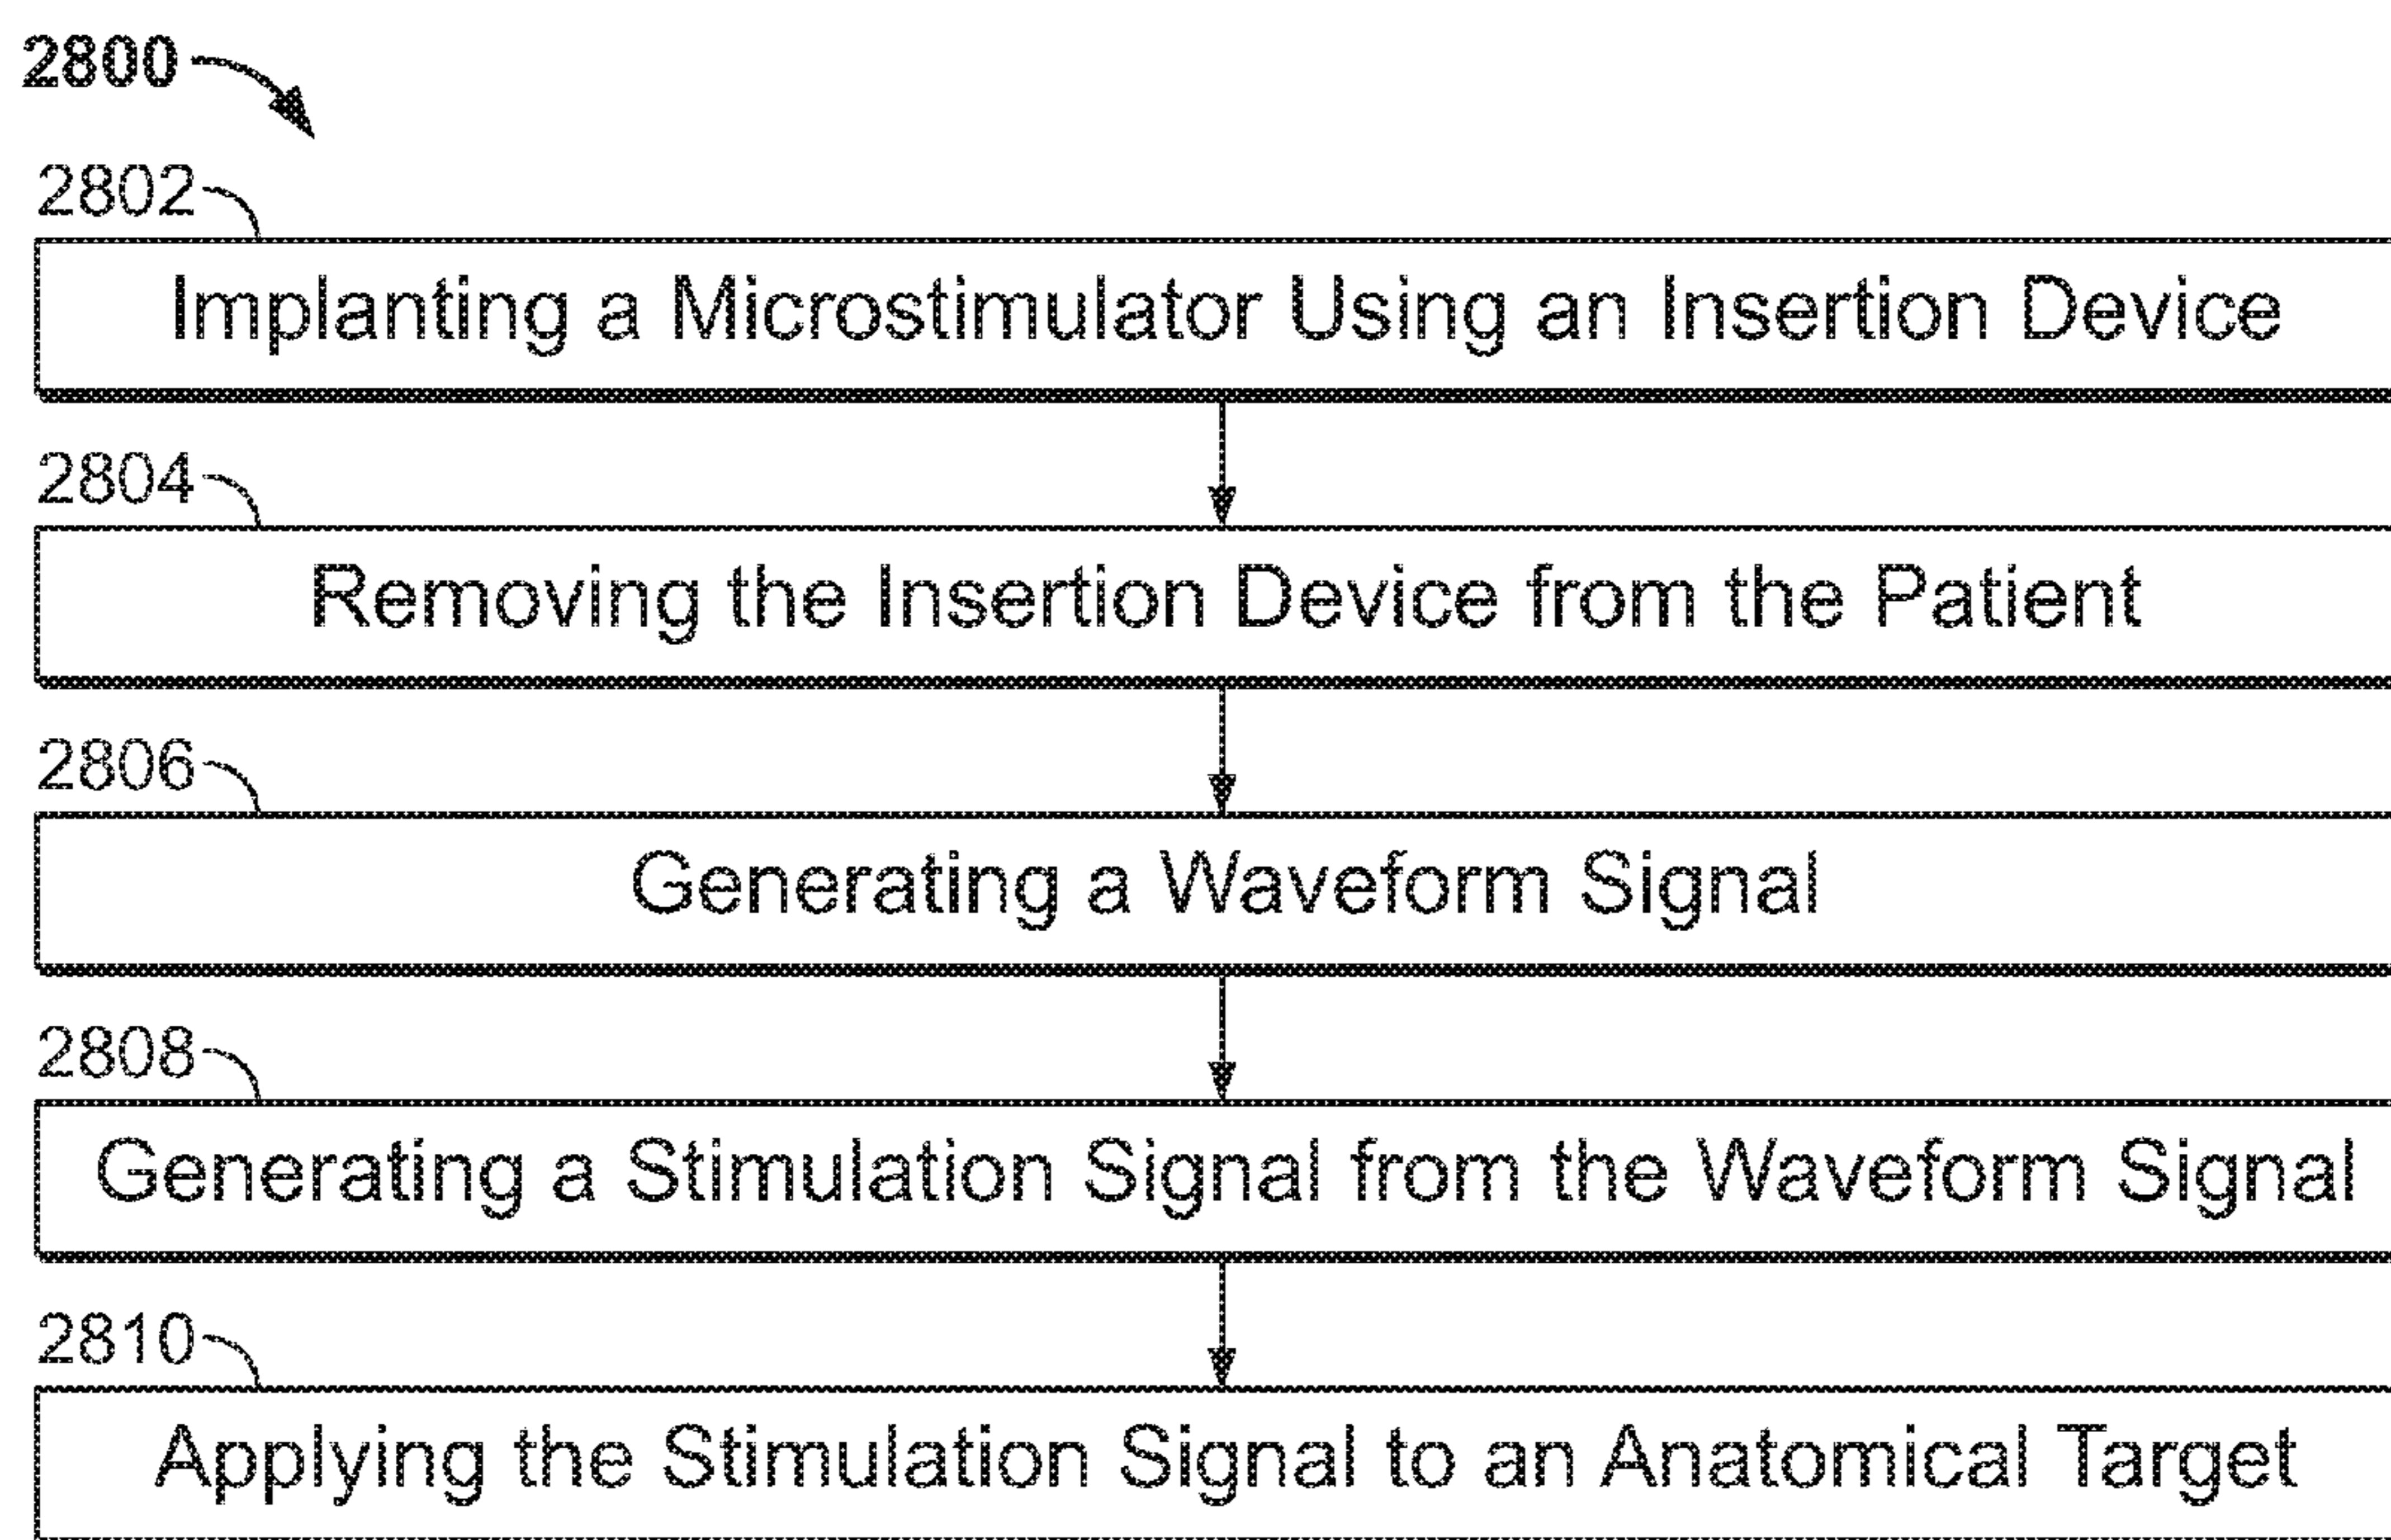 2800
2802
Implanting a Microstimulator Using an Insertion Device
2804
Removing the Insertion Device from the Patient
2806
Generating a Waveform Signal
2808
Generating a Stimulation Signal from the Waveform Signal
2810
Applying the Stimulation Signal to an Anatomical Target